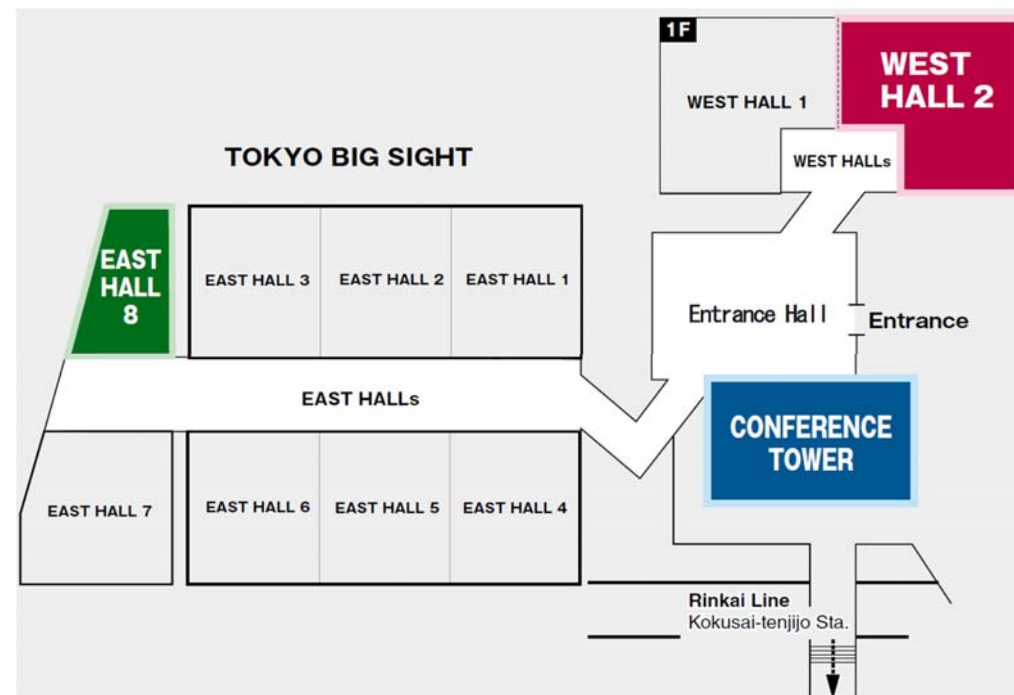 1F
WEST
HALL 2
WEST HALL 1
WEST HALLs
TOKYO BIG SIGHT
EAST
HALL
8
EAST HALL 3
EAST HALL 2
EAST HALL 1
Entrance Hall
Entrance
EAST HALLs
CONFERENCE
TOWER
EAST HALL 7
EAST HALL 6
EAST HALL 5
EAST HALL 4
Rinkai Line
Kokusai-tenjijo Sta.